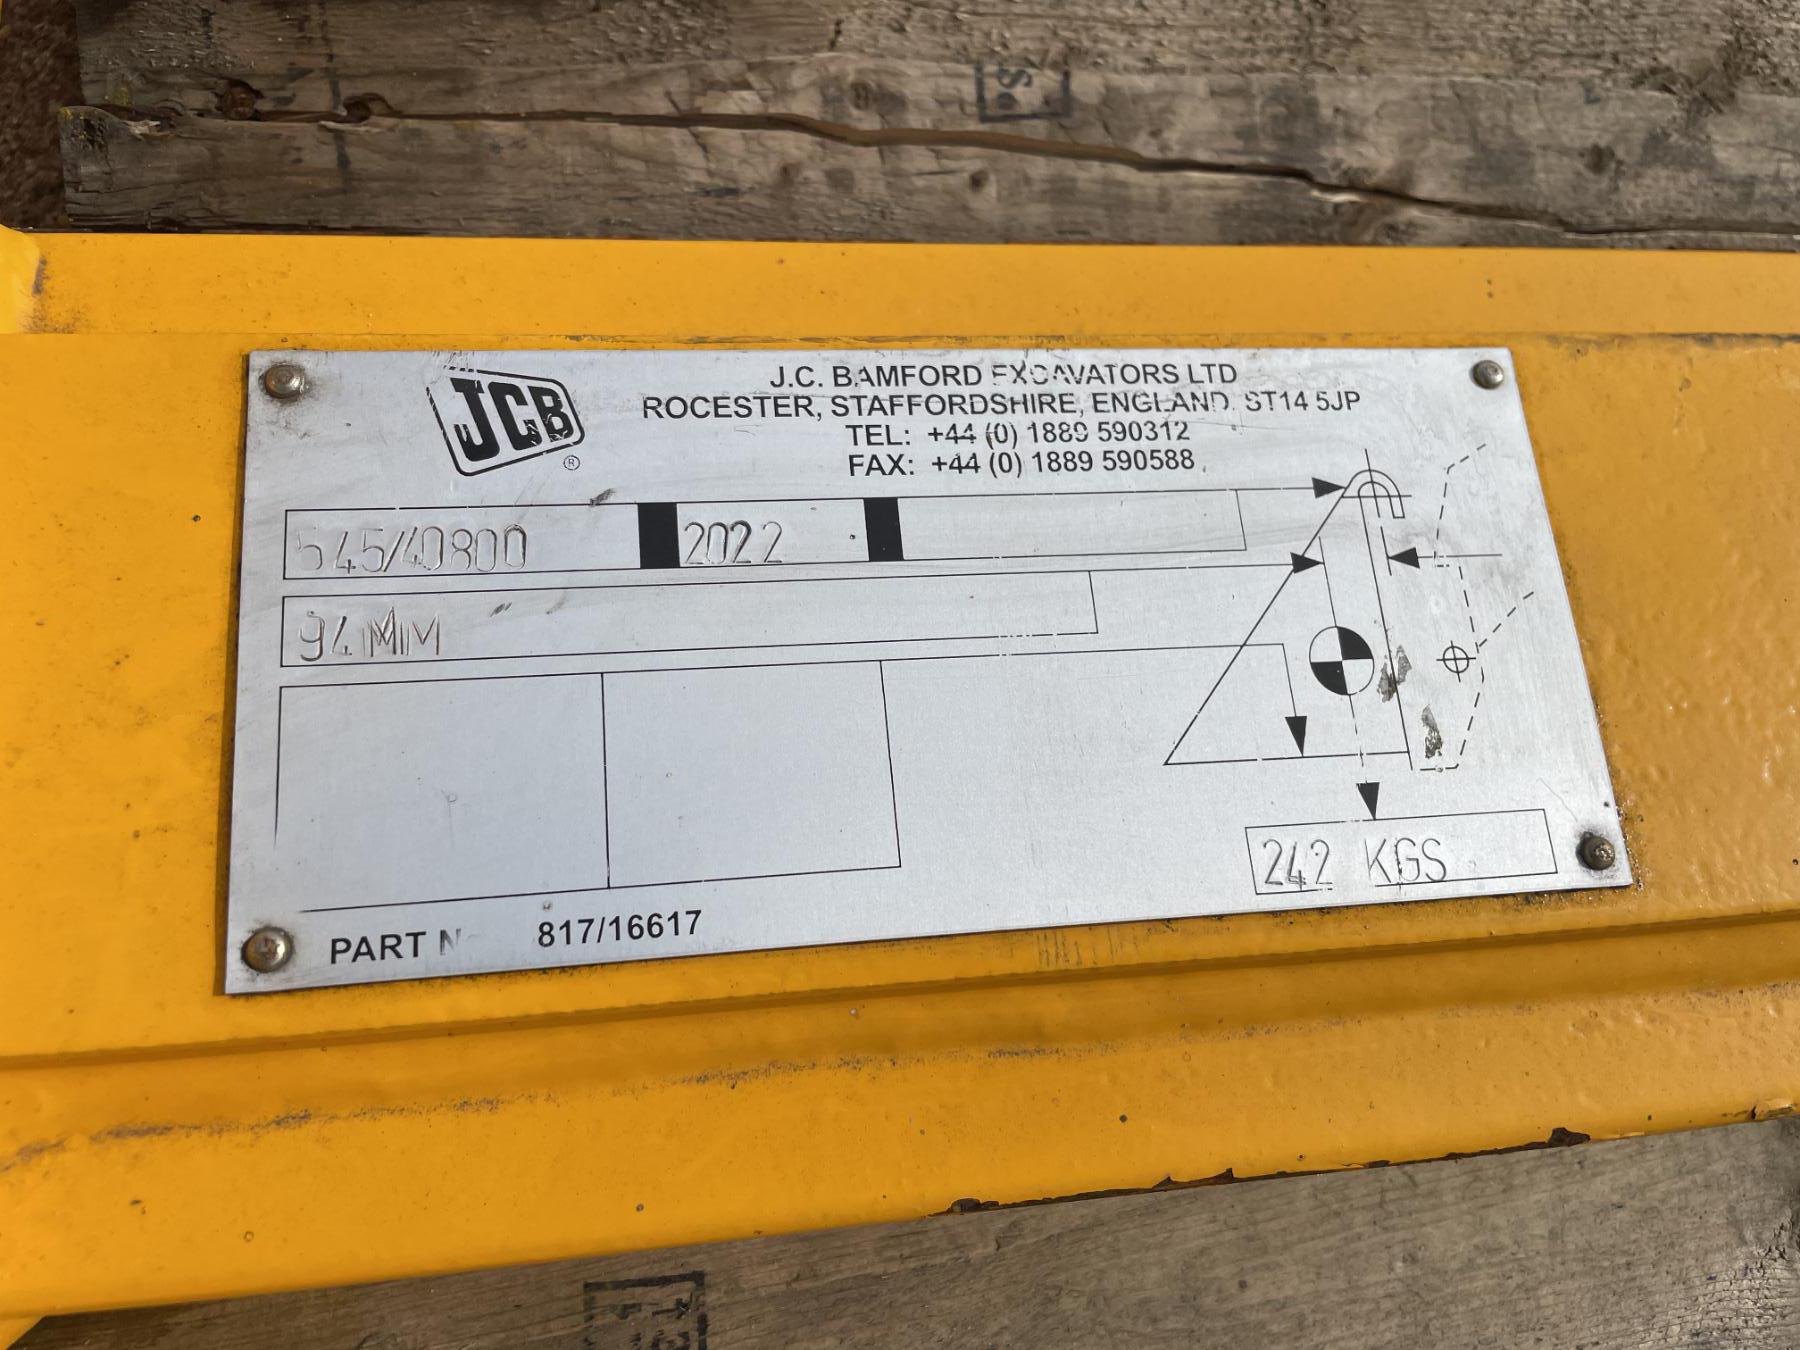 JCB
®
J.C. BAMFORD EXCAVATORS LTD
ROCESTER, STAFFORDSHIRE, ENGLAND. ST14 5JP
TEL: +44 (0) 1889 590312
FAX: +44 (0) 1889 590588
545/40800 2022
94MM
242 KGS
PART No 817/16617